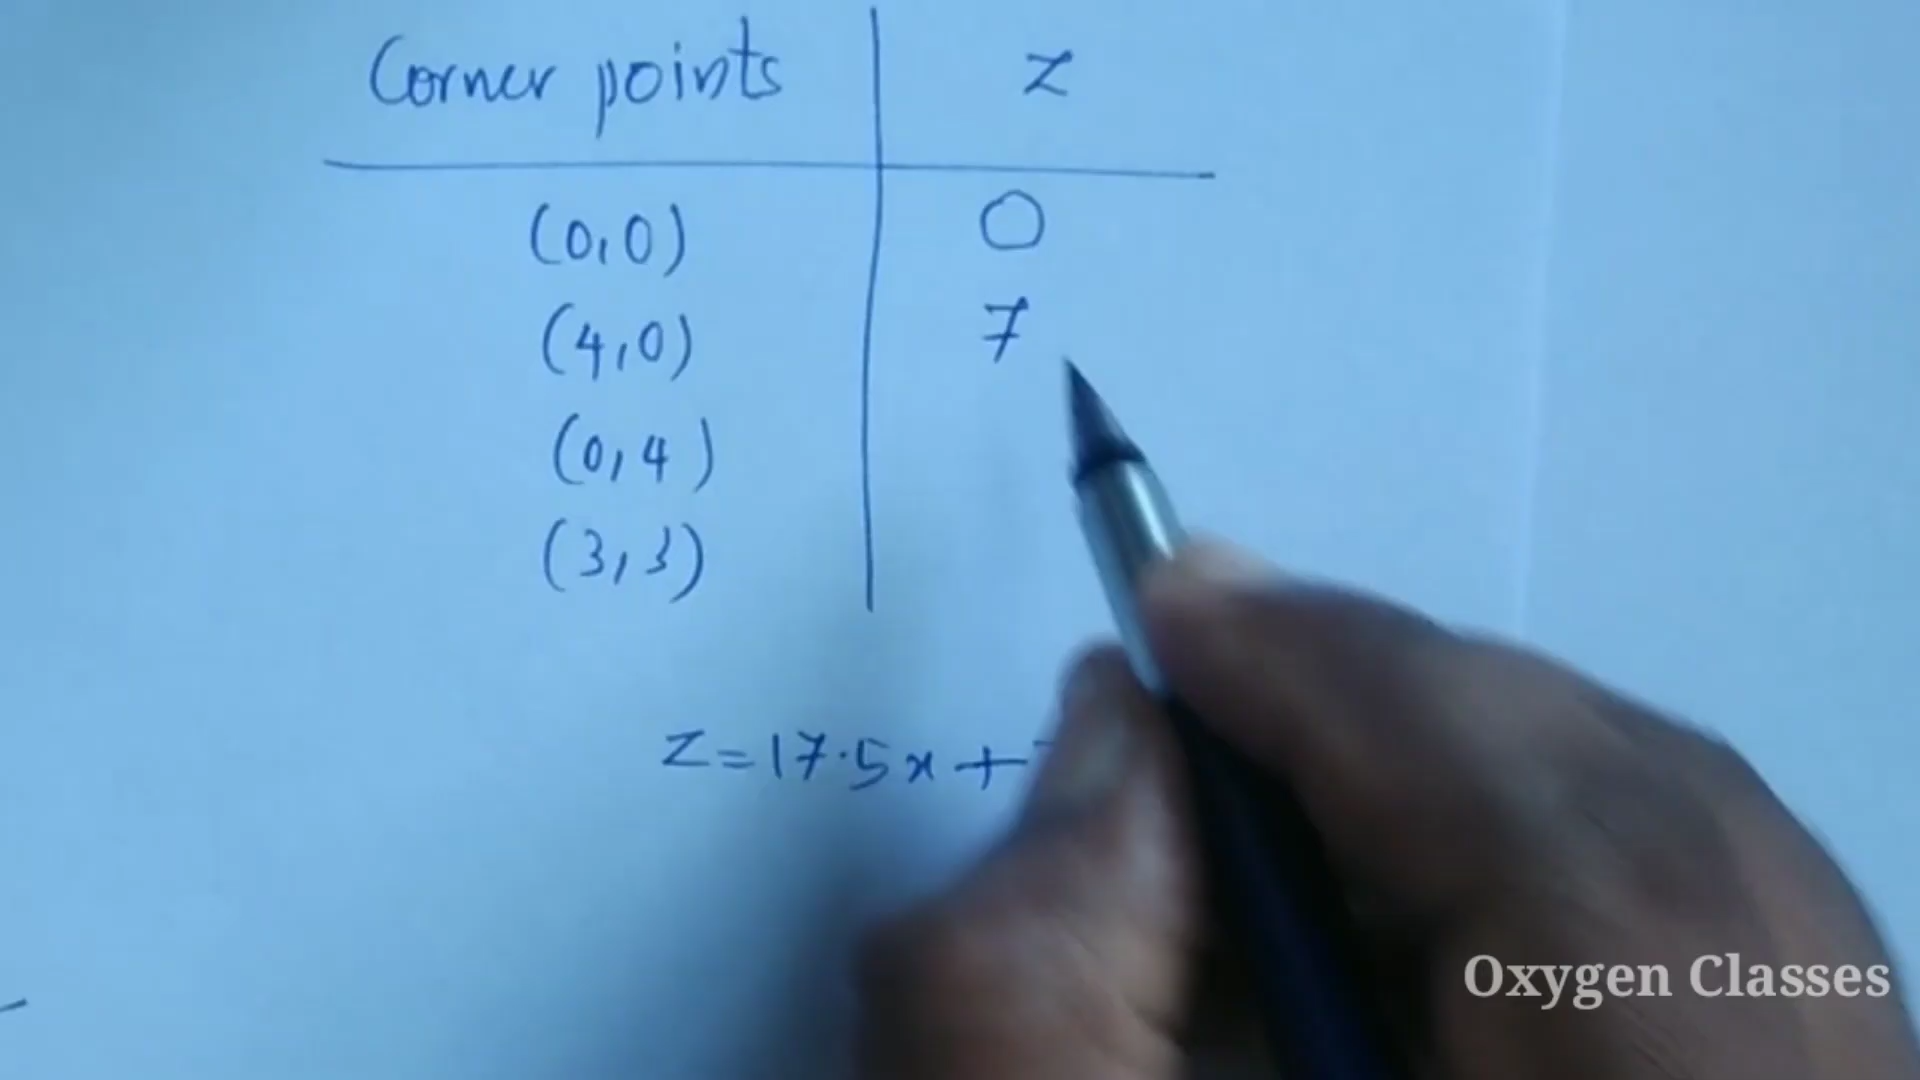 Corner points z
(0,0) 0
(4,0) 7
(0,4)
(3,3)
z=17.5x+
Oxygen Classes